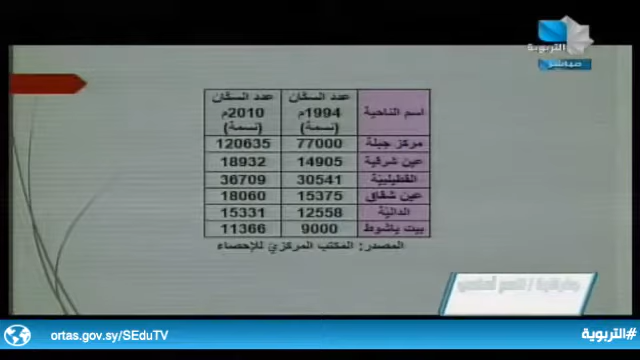 التربوية
مباشر
اسم الناحية عدد السكان 1994م (نسمة) عدد السكان 2010م (نسمة)
مركز جبلة 77000 120635
عين شرقية 14905 18932
القطيلبيّة 30541 36709
عين شقاق 15375 18060
الداليّة 12558 15331
بيت ياشوط 9000 11366
المصدر: المكتب المركزيّ للإحصاء
ortas.gov.sy/SEduTV
#التربوية